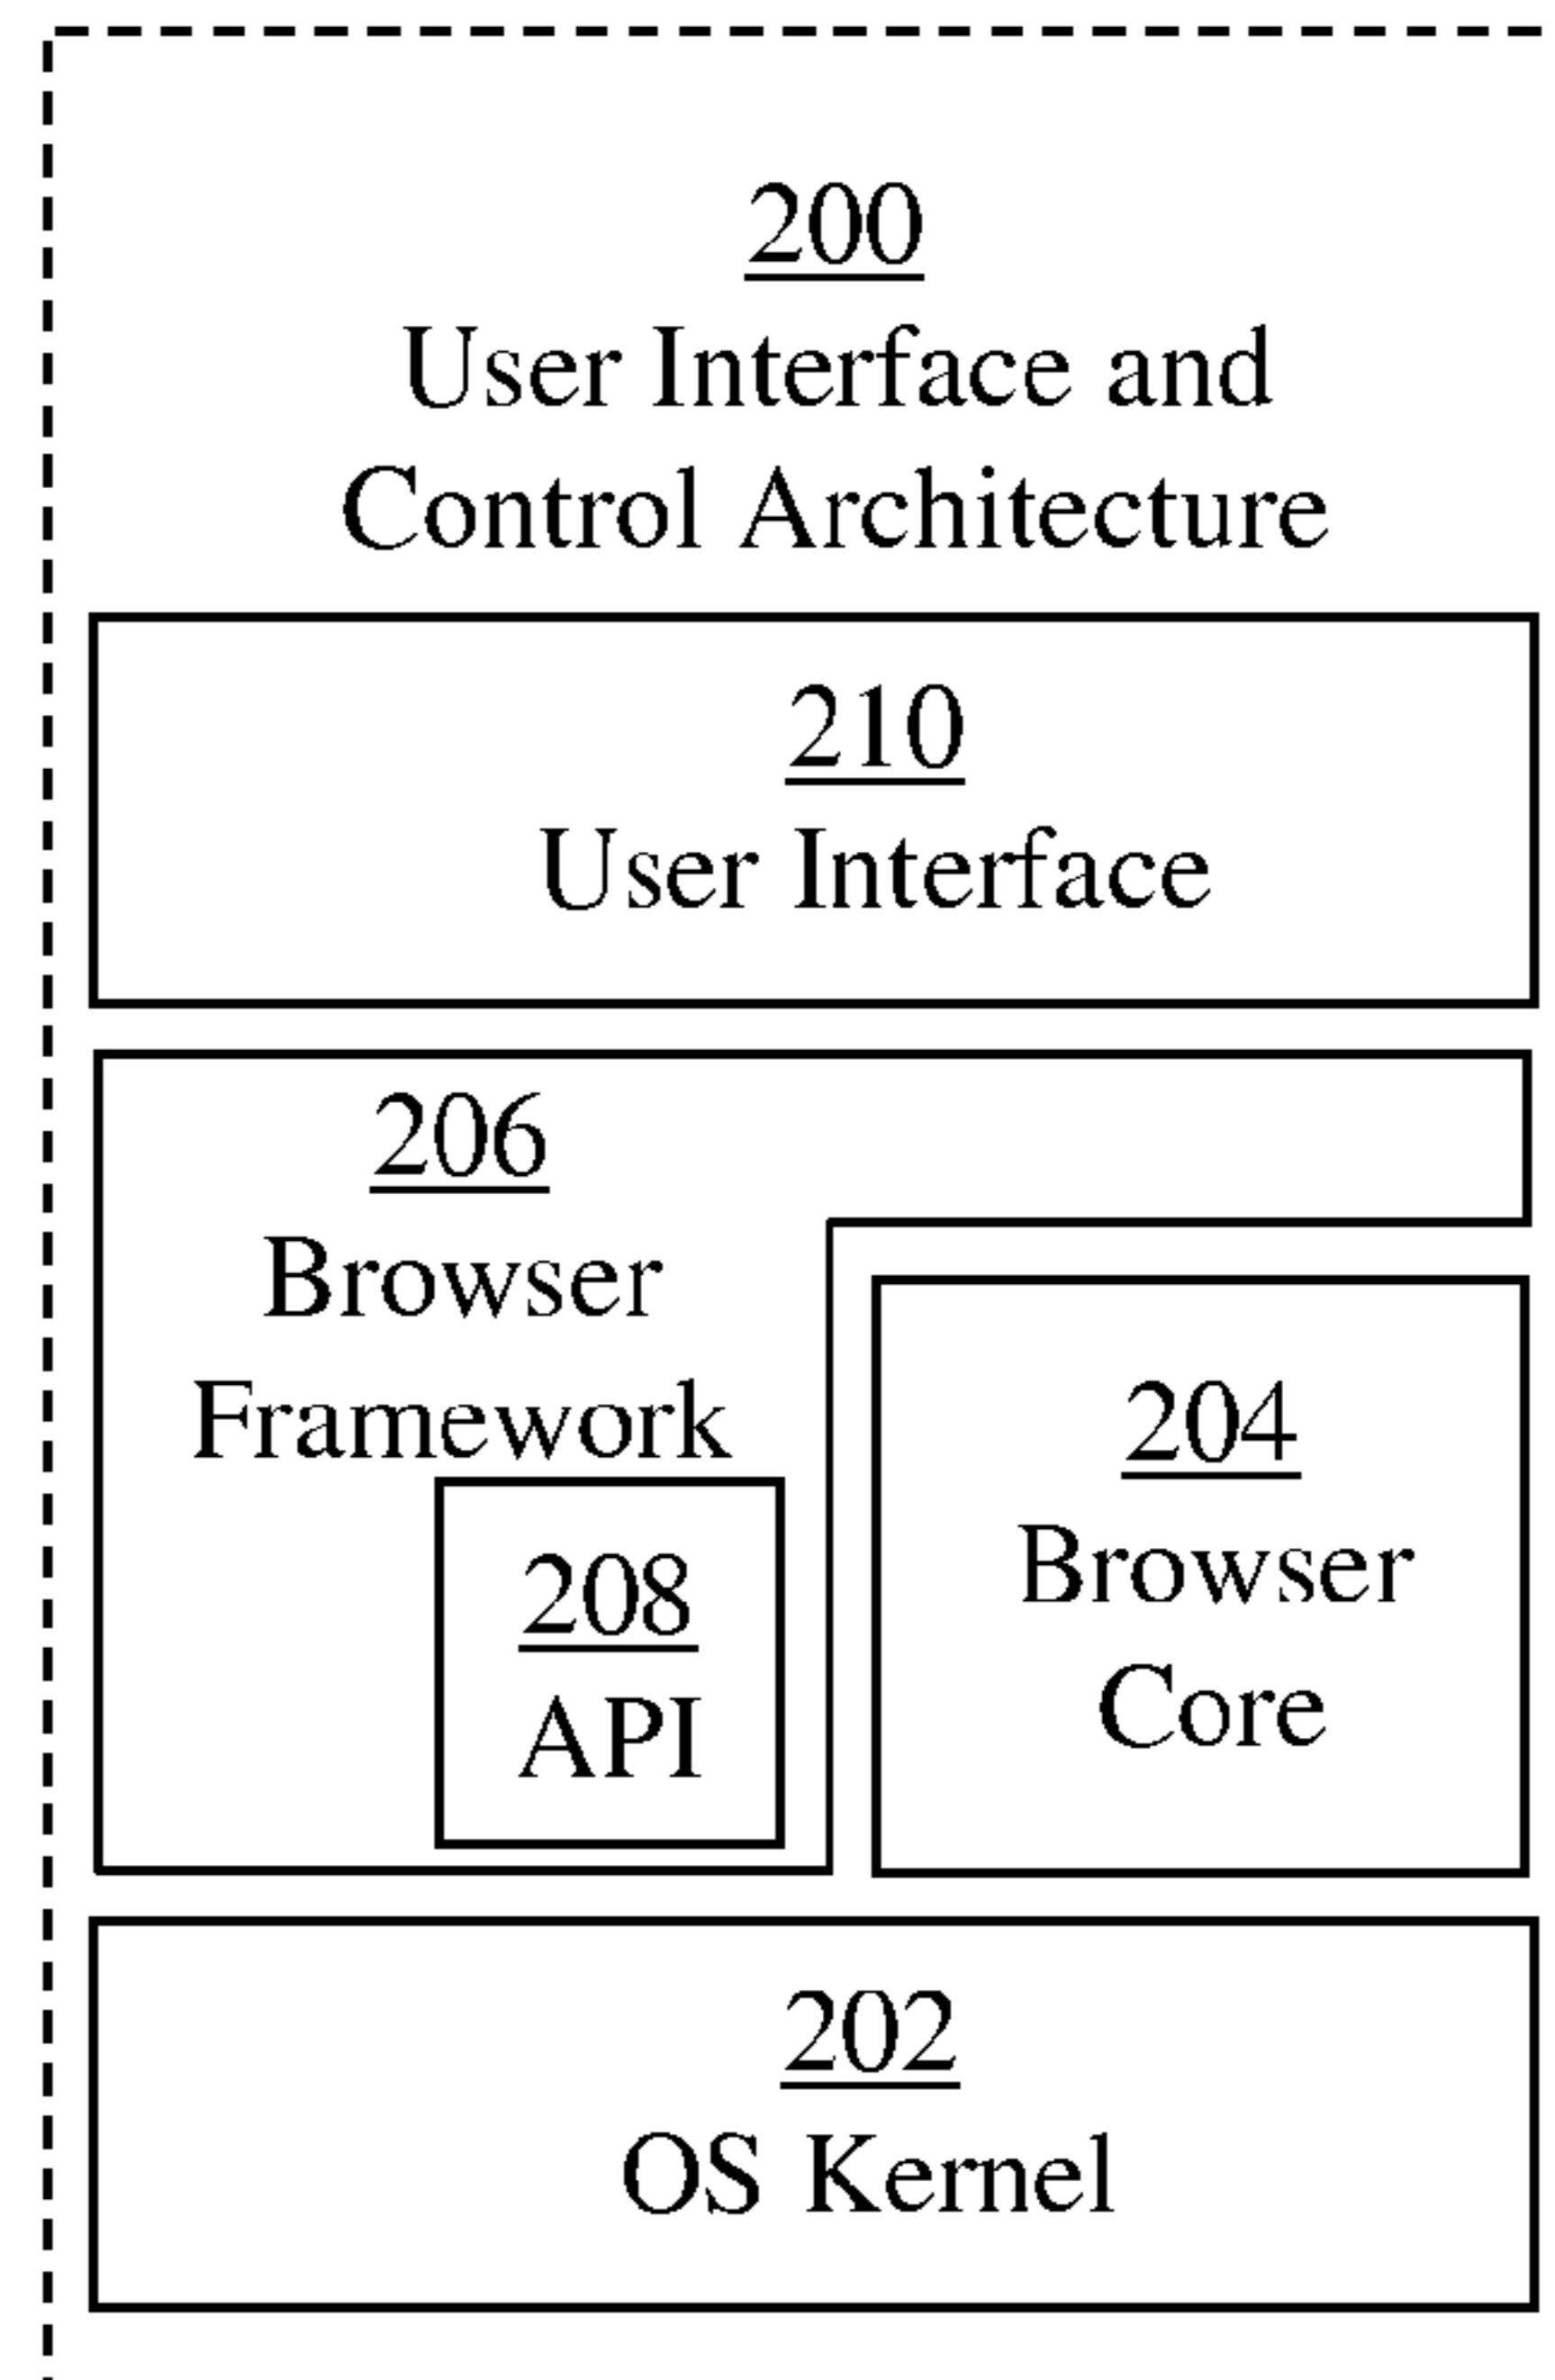 200
User Interface and
Control Architecture
210
User Interface
206
Browser
Framework
208
API
204
Browser
Core
202
OS Kernel